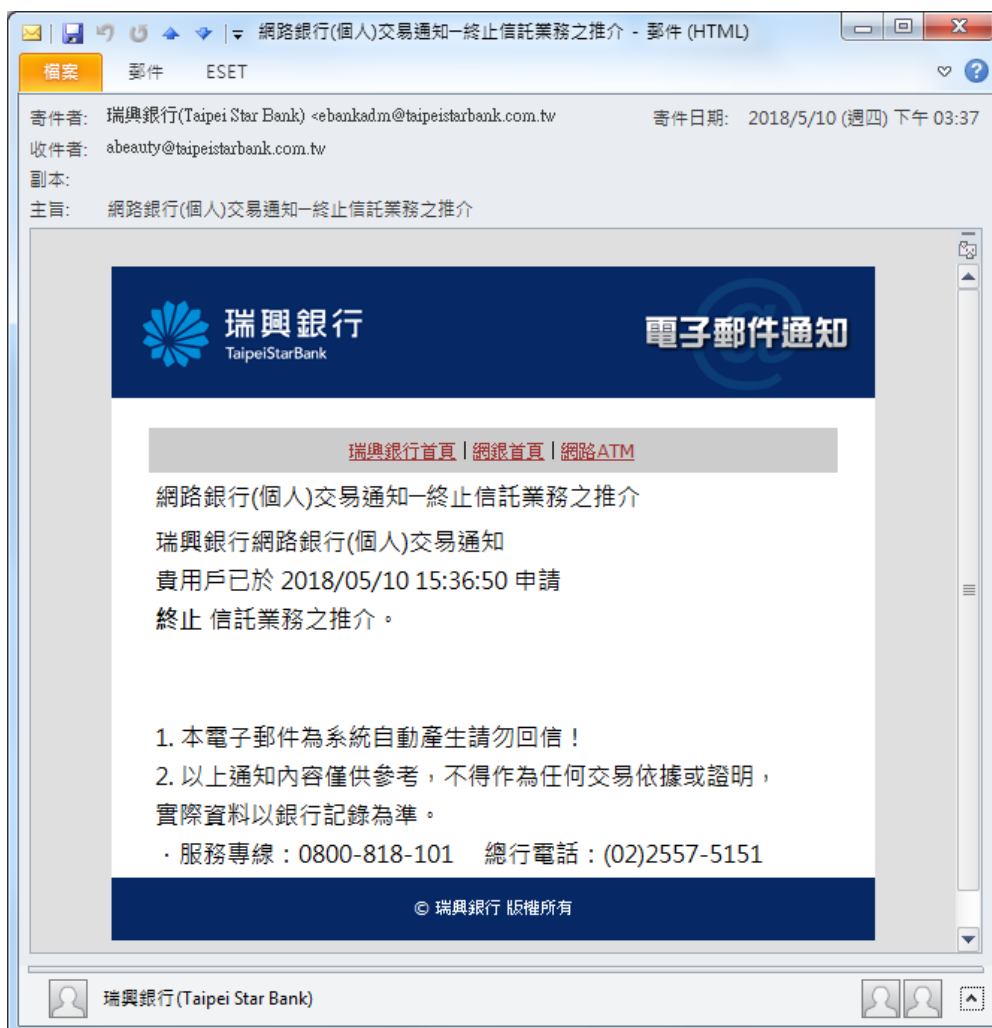 網路銀行(個人)交易通知─終止信託業務之推介 - 郵件 (HTML)
檔案 郵件 ESET
寄件者: 瑞興銀行(Taipei Star Bank) <ebankadm@taipeistarbank.com.tw 寄件日期: 2018/5/10 (週四) 下午 03:37
收件者: abeauty@taipeistarbank.com.tw
副本:
主旨: 網路銀行(個人)交易通知─終止信託業務之推介
瑞興銀行
TaipeiStarBank
@
電子郵件通知
瑞興銀行首頁 | 網銀首頁 | 網路ATM
網路銀行(個人)交易通知─終止信託業務之推介
瑞興銀行網路銀行(個人)交易通知
貴用戶已於 2018/05/10 15:36:50 申請
終止 信託業務之推介。
1. 本電子郵件為系統自動產生請勿回信！
2. 以上通知內容僅供參考，不得作為任何交易依據或證明，
實際資料以銀行記錄為準。
．服務專線：0800-818-101 總行電話：(02)2557-5151
© 瑞興銀行 版權所有
瑞興銀行(Taipei Star Bank)